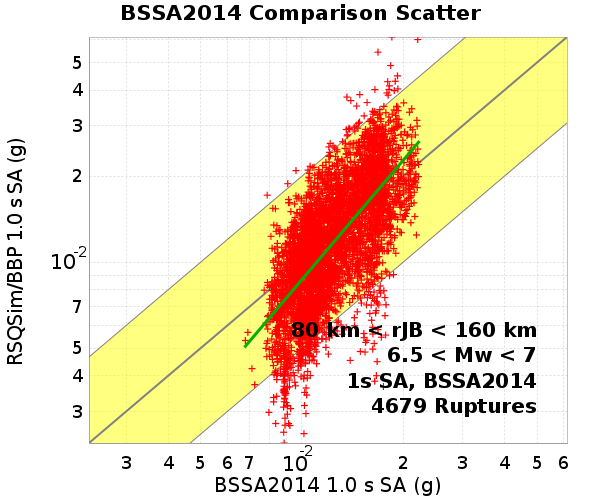 BSSA2014 Comparison Scatter
RSQSim/BBP 1.0 s SA (g)
5
4
3
2
10-2
7
5
4
3
80 km < rJB < 160 km
6.5 < Mw < 7
1s SA, BSSA2014
4679 Ruptures
3 4 5 6 7 10-2 2 3 4 5 6
BSSA2014 1.0 s SA (g)